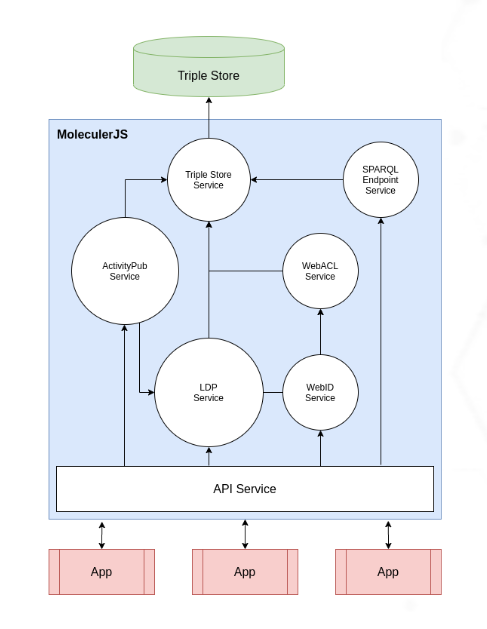 Triple Store
MoleculerJS
Triple Store
Service
SPARQL
Endpoint
Service
ActivityPub
Service
WebACL
Service
LDP
Service
WebID
Service
API Service
App
App
App